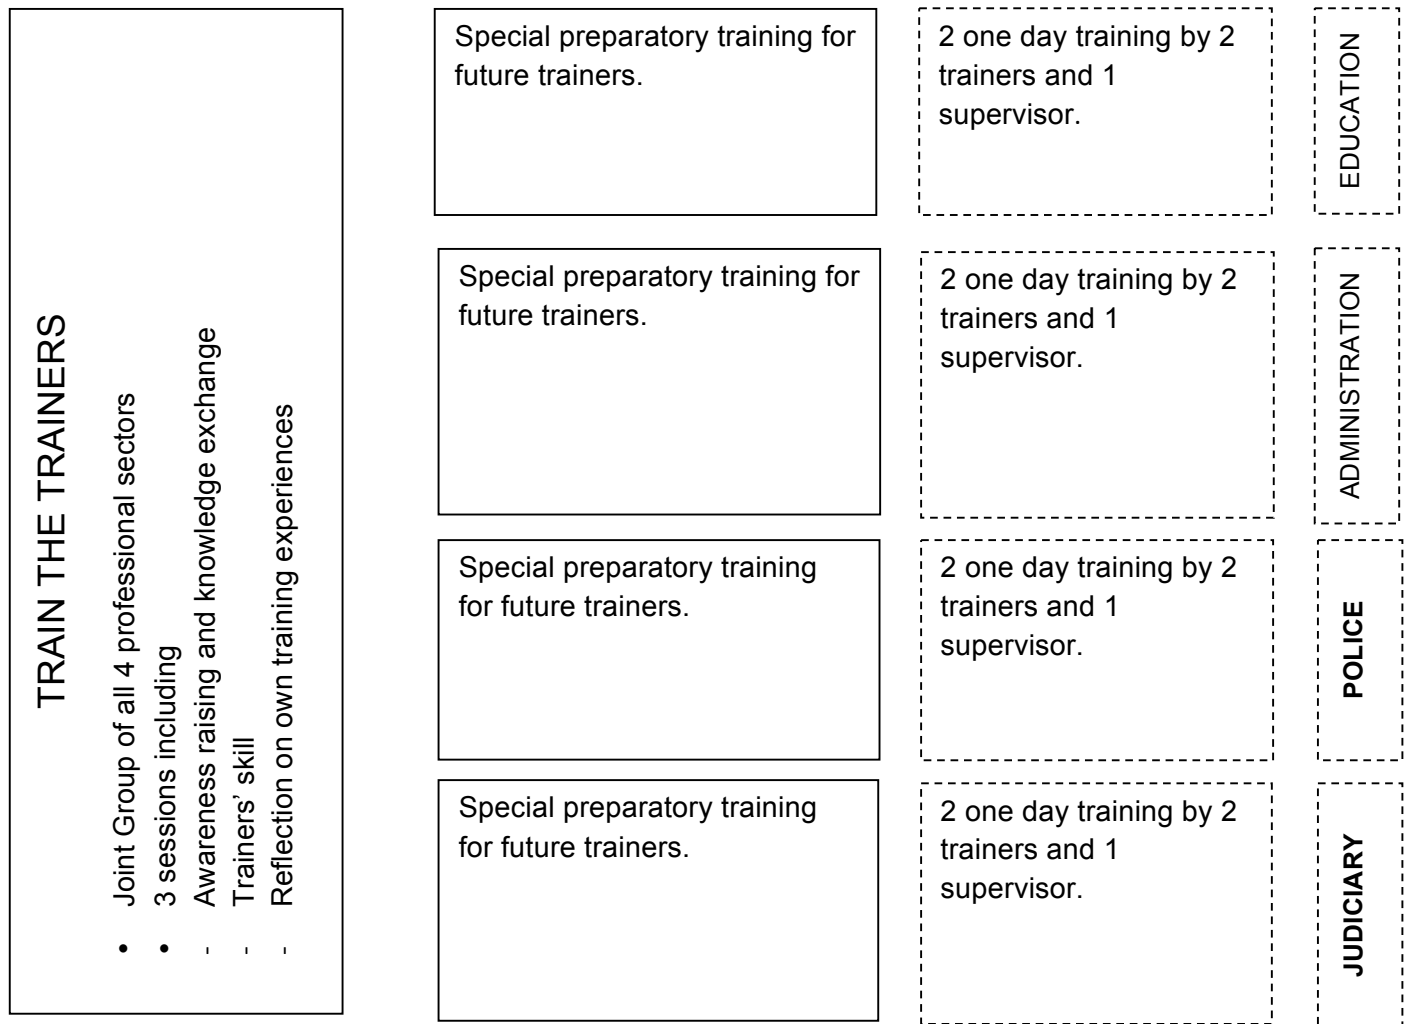 TRAIN THE TRAINERS
• Joint Group of all 4 professional sectors
• 3 sessions including
- Awareness raising and knowledge exchange
- Trainers’ skill
- Reflection on own training experiences
Special preparatory training for
future trainers.
2 one day training by 2
trainers and 1
supervisor.
EDUCATION
Special preparatory training for
future trainers.
2 one day training by 2
trainers and 1
supervisor.
ADMINISTRATION
Special preparatory training
for future trainers.
2 one day training by 2
trainers and 1
supervisor.
POLICE
Special preparatory training
for future trainers.
2 one day training by 2
trainers and 1
supervisor.
JUDICIARY